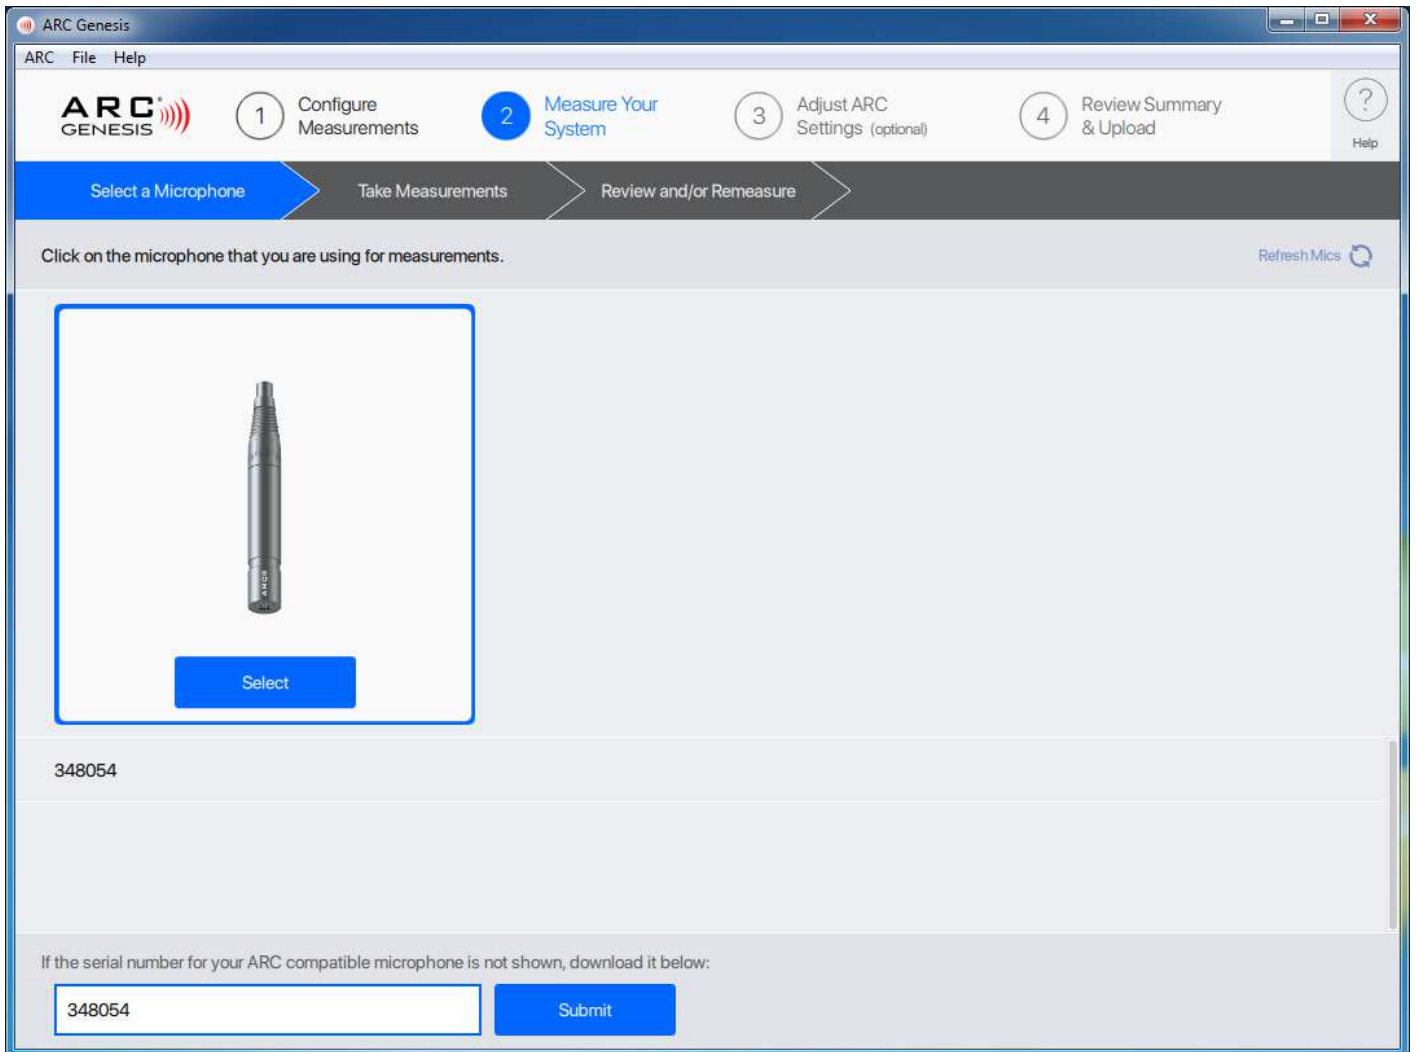 ARC Genesis
ARC File Help
ARC
GENESIS
1
Configure
Measurements
2
Measure Your
System
3
Adjust ARC
Settings (optional)
4
Review Summary
& Upload
?
Help
Select a Microphone
Take Measurements
Review and/or Remeasure
Click on the microphone that you are using for measurements.
Refresh Mics
Select
348054
If the serial number for your ARC compatible microphone is not shown, download it below:
348054
Submit